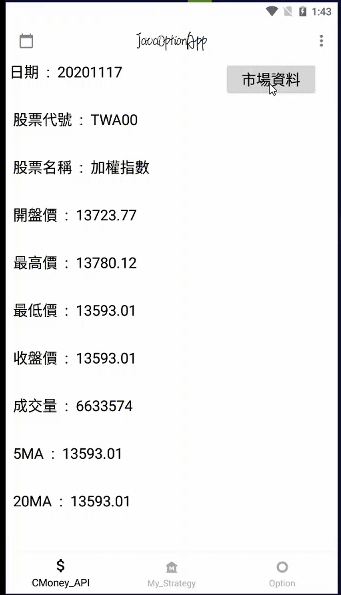 1:43
JavaOptionApp
日期 : 20201117
市場資料
股票代號 : TWA00
股票名稱 : 加權指數
開盤價 : 13723.77
最高價 : 13780.12
最低價 : 13593.01
收盤價 : 13593.01
成交量 : 6633574
5MA : 13593.01
20MA : 13593.01
$
CMoney_API
My_Strategy
Option